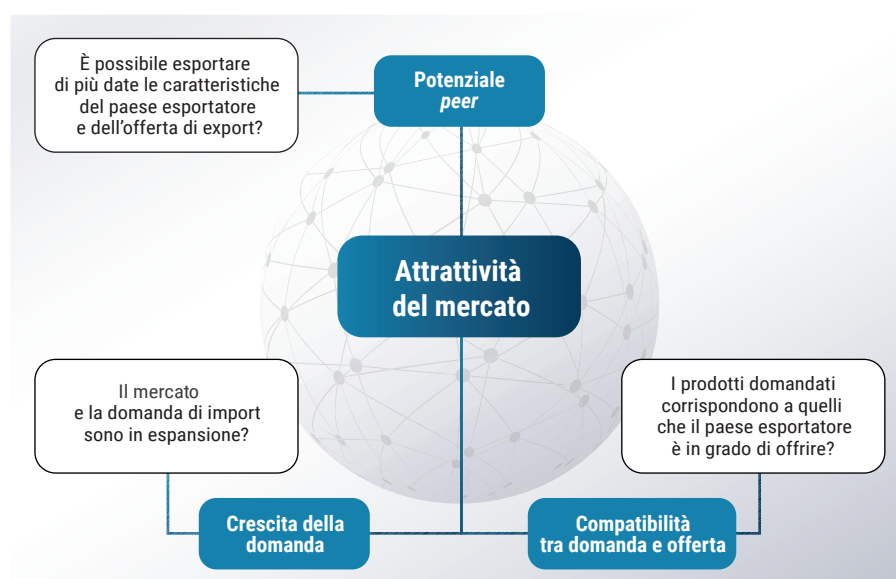 È possibile esportare
di più date le caratteristiche
del paese esportatore
e dell'offerta di export?
Potenziale
peer
Attrattività
del mercato
Il mercato
e la domanda di import
sono in espansione?
I prodotti domandati
corrispondono a quelli
che il paese esportatore
è in grado di offrire?
Crescita della
domanda
Compatibilità
tra domanda e offerta